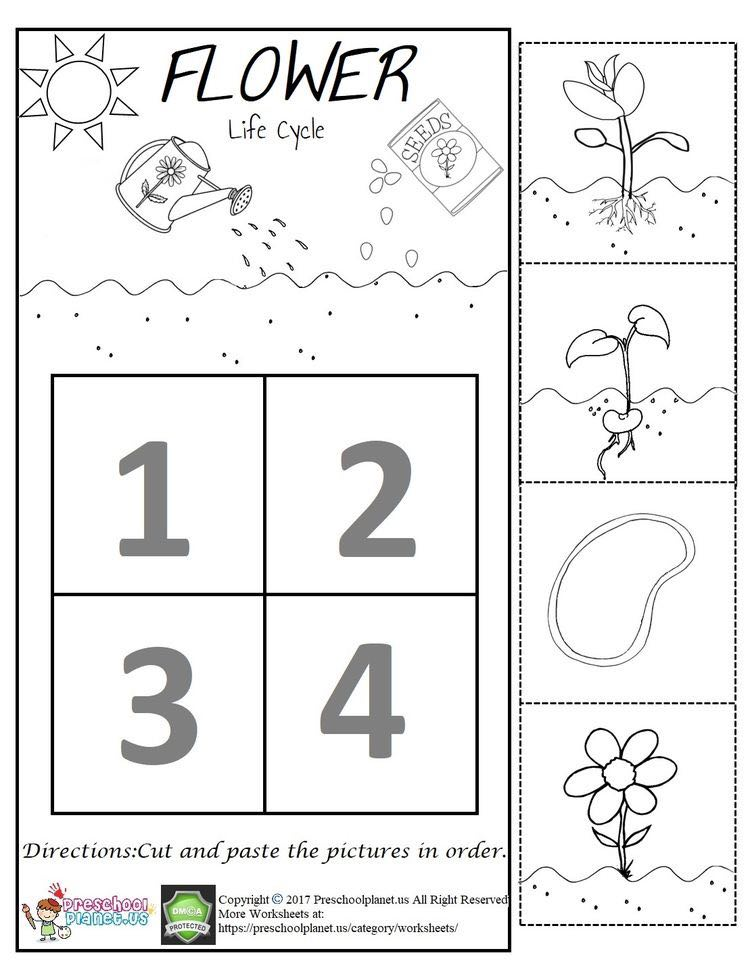 FLOWER
Life Cycle
SEEDS
1 2
3 4
Directions:Cut and paste the pictures in order.
preschool
planet.us
DMCA
PROTECTED
Copyright © 2017 Preschoolplanet.us All Right Reserved
More Worksheets at:
https://preschoolplanet.us/category/worksheets/